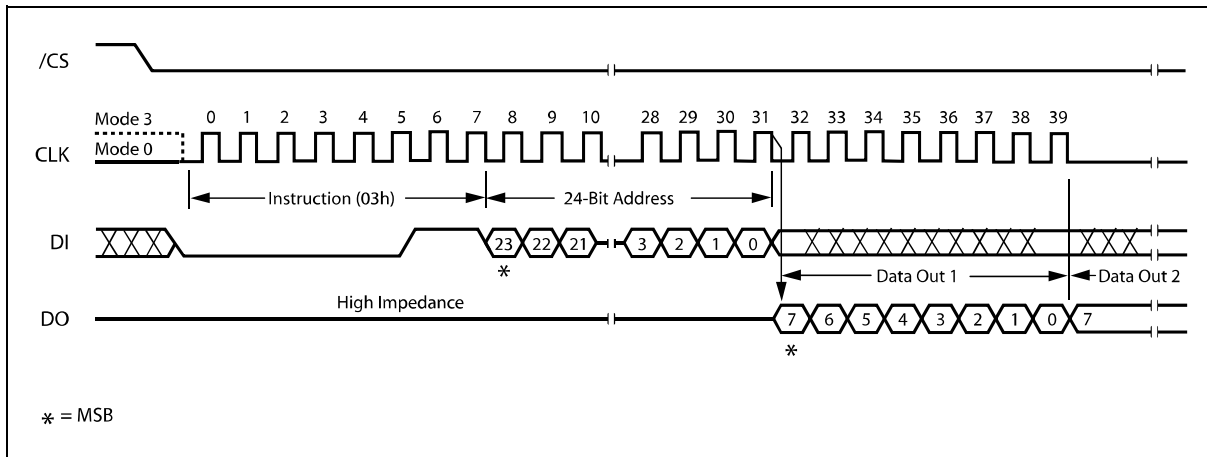 /CS
Mode 3
0 1 2 3 4 5 6 7 8 9 10 28 29 30 31 32 33 34 35 36 37 38 39
Mode 0
CLK
Instruction (03h) 24-Bit Address
DI 23 22 21 3 2 1 0
*
Data Out 1 Data Out 2
High Impedance
DO 7 6 5 4 3 2 1 0 7
*
* = MSB